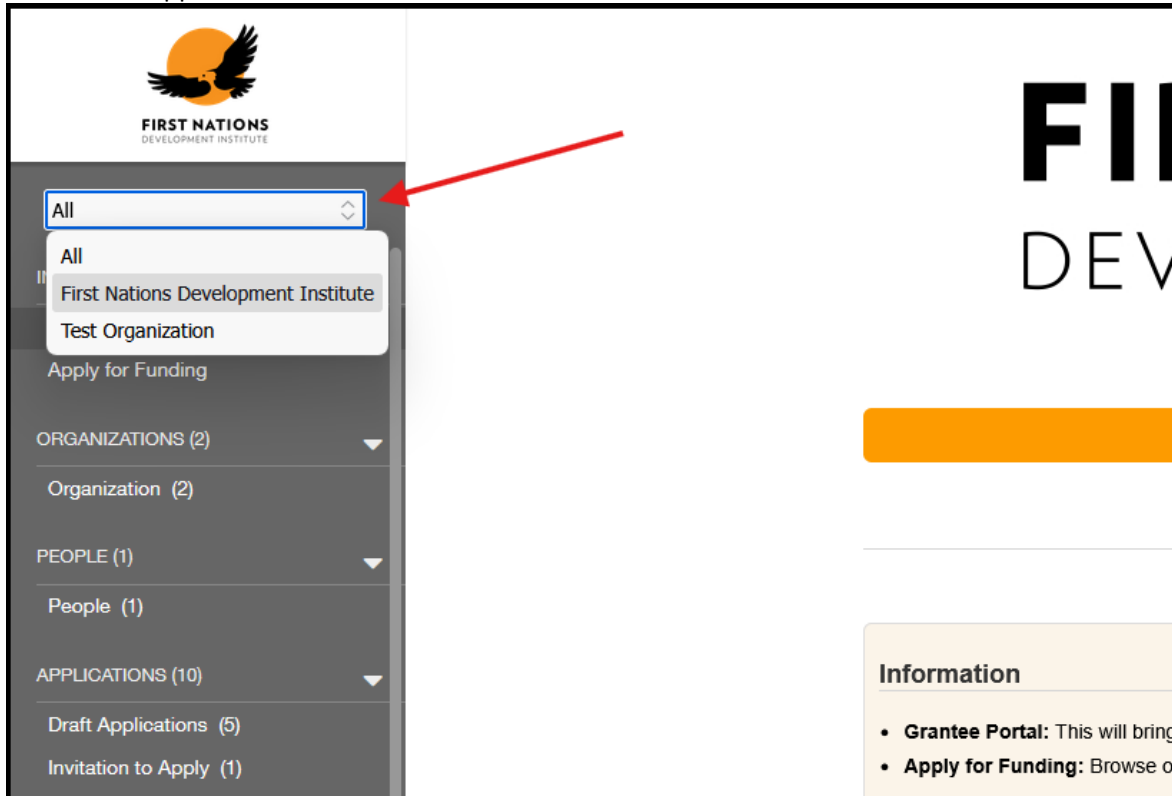 FIRST NATIONS
DEVELOPMENT INSTITUTE
All
All
First Nations Development Institute
Test Organization
Apply for Funding
ORGANIZATIONS (2)
Organization (2)
PEOPLE (1)
People (1)
APPLICATIONS (10)
Draft Applications (5)
Invitation to Apply (1)
FI
DEV
Information
• Grantee Portal: This will bring
• Apply for Funding: Browse o